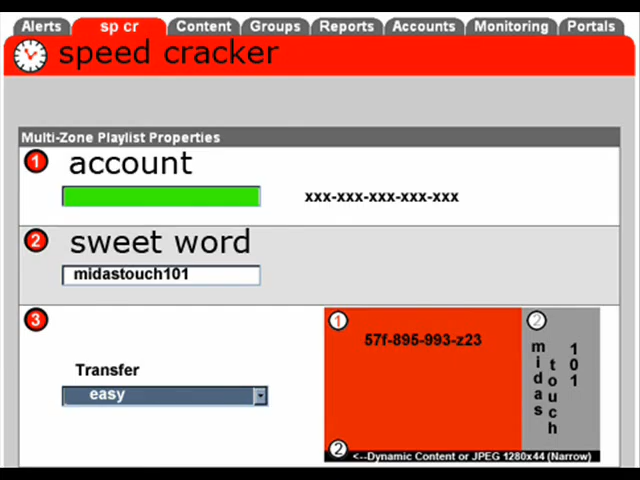 Alerts sp cr Content Groups Reports Accounts Monitoring Portals
speed cracker
Multi-Zone Playlist Properties
1 account
xxx-xxx-xxx-xxx-xxx
2 sweet word
midastouch101
3
Transfer
easy
1
57f-895-993-z23
2
midas
touch
101
2 <--Dynamic Content or JPEG 1280x44 (Narrow)